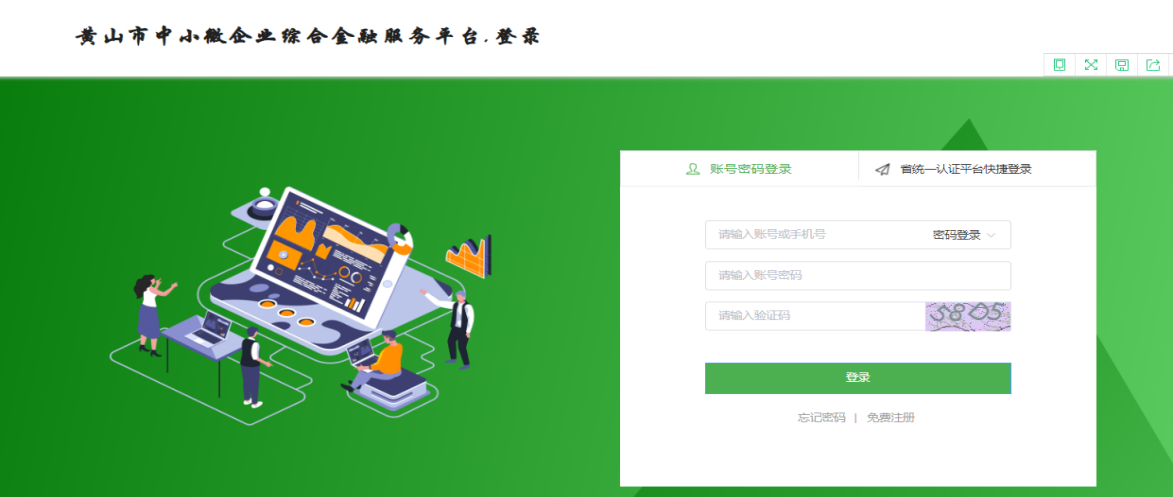 黄山市中小微企业综合金融服务平台.登录
账号密码登录
省统一认证平台快捷登录
请输入账号或手机号 密码登录
请输入账号密码
请输入验证码
登录
忘记密码 | 免费注册